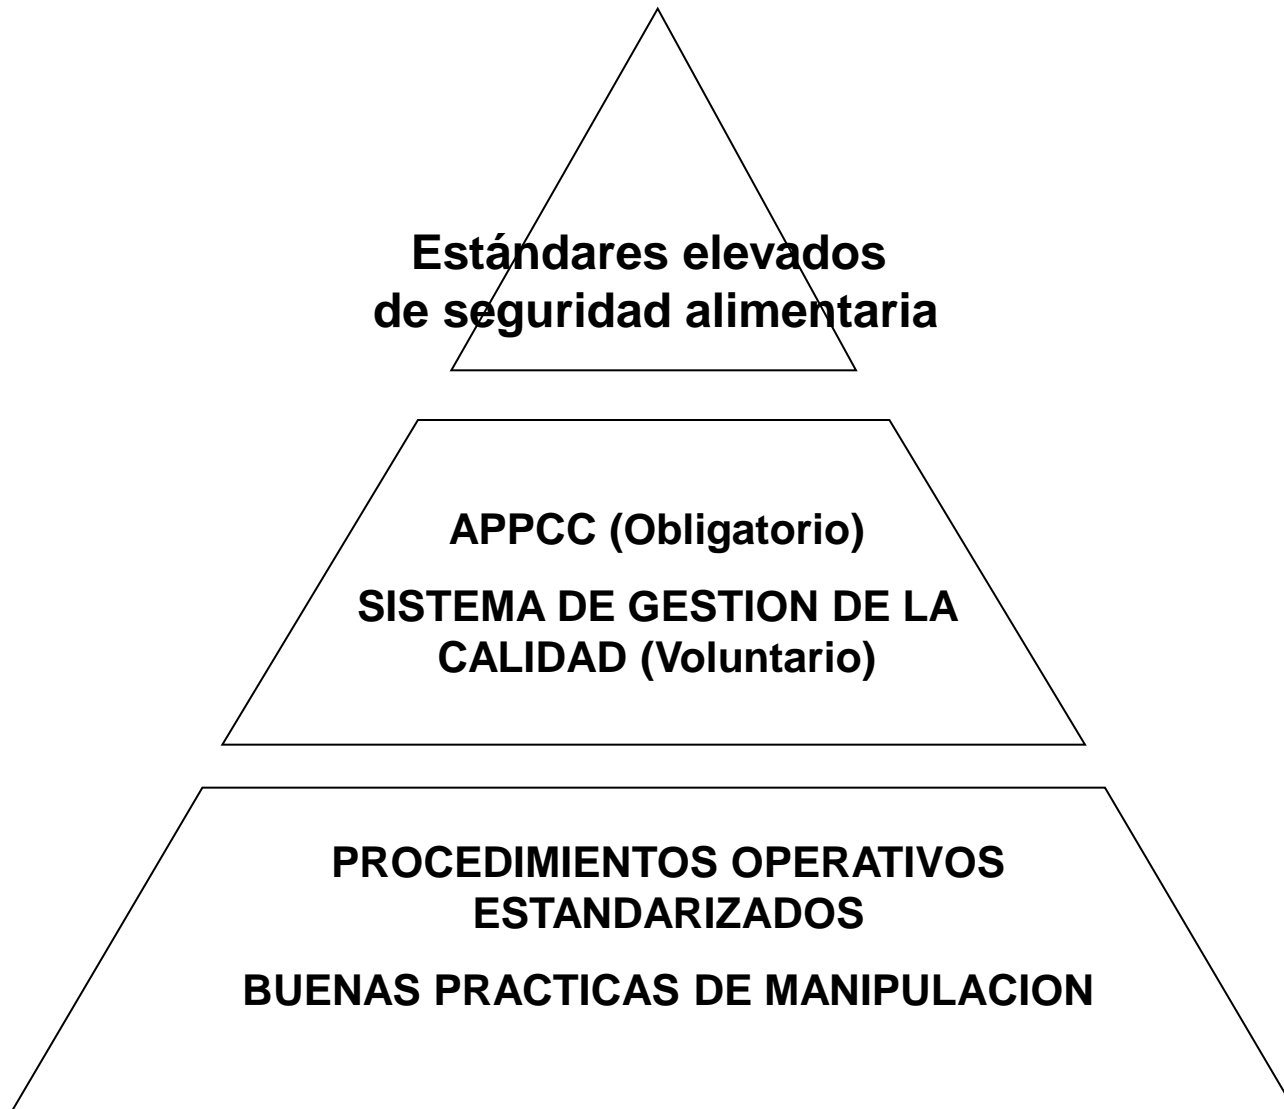 Estándares elevados
de seguridad alimentaria
APPCC (Obligatorio)
SISTEMA DE GESTION DE LA
CALIDAD (Voluntario)
PROCEDIMIENTOS OPERATIVOS
ESTANDARIZADOS
BUENAS PRACTICAS DE MANIPULACION